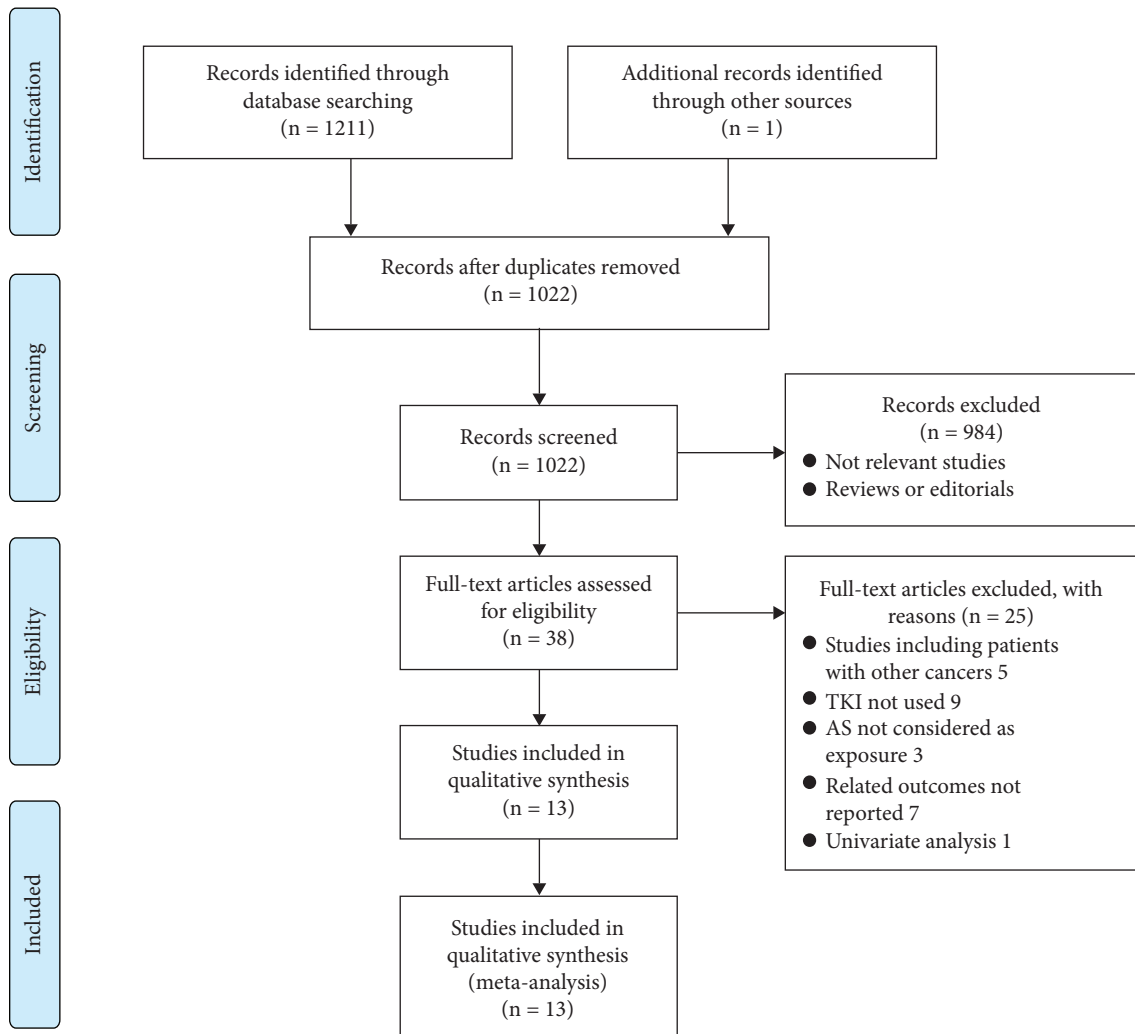 Identification
Records identified through
database searching
(n = 1211)
Additional records identified
through other sources
(n = 1)
Records after duplicates removed
(n = 1022)
Screening
Records screened
(n = 1022)
Records excluded
(n = 984)
● Not relevant studies
● Reviews or editorials
Eligibility
Full-text articles assessed
for eligibility
(n = 38)
Full-text articles excluded, with
reasons (n = 25)
● Studies including patients
with other cancers 5
● TKI not used 9
● AS not considered as
exposure 3
● Related outcomes not
reported 7
● Univariate analysis 1
Studies included in
qualitative synthesis
(n = 13)
Included
Studies included in
qualitative synthesis
(meta-analysis)
(n = 13)